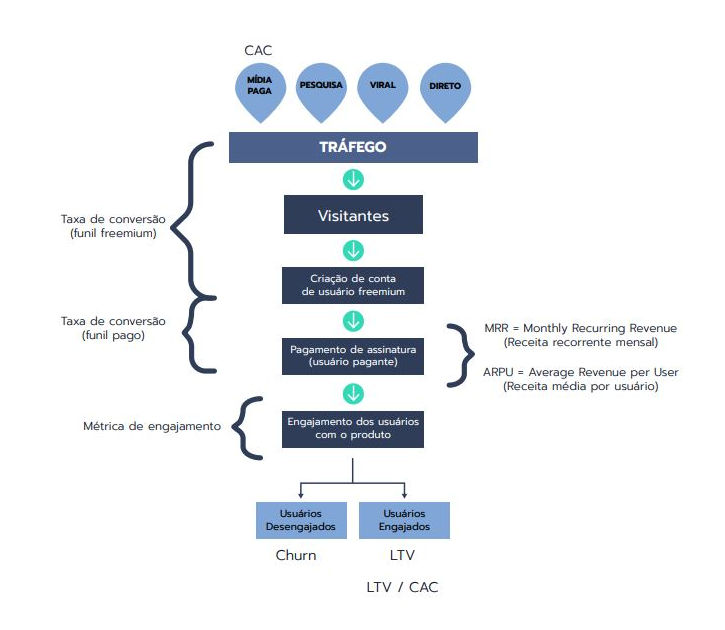 CAC
MÍDIA
PAGA
PESQUISA
VIRAL
DIRETO
TRÁFEGO
Visitantes
Taxa de conversão
(funil freemium)
Criação de conta
de usuário freemium
Taxa de conversão
(funil pago)
Pagamento de assinatura
(usuário pagante)
MRR = Monthly Recurring Revenue
(Receita recorrente mensal)
ARPU = Average Revenue per User
(Receita média por usuário)
Métrica de engajamento
Engajamento dos usuários
com o produto
Usuários
Desengajados
Usuários
Engajados
Churn
LTV
LTV / CAC